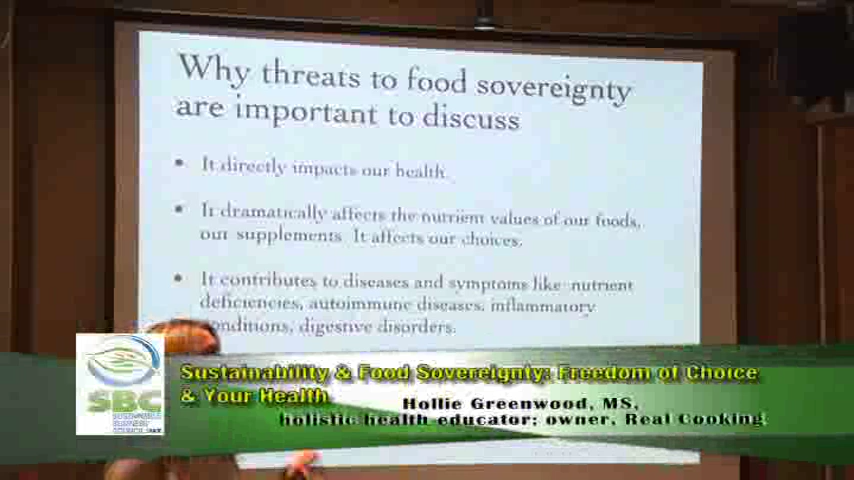 Why threats to food sovereignty
are important to discuss
• It directly impacts our health.
• It dramatically affects the nutrient values of our foods,
our supplements. It affects our choices.
• It contributes to diseases and symptoms like nutrient
deficiencies, autoimmune diseases, inflammatory
conditions, digestive disorders.
SBC
SUSTAINABLE
BUSINESS
Sustainability & Food Sovereignty: Freedom of Choice
& Your Health
Hollie Greenwood, MS,
holistic health educator; owner, Real Cooking